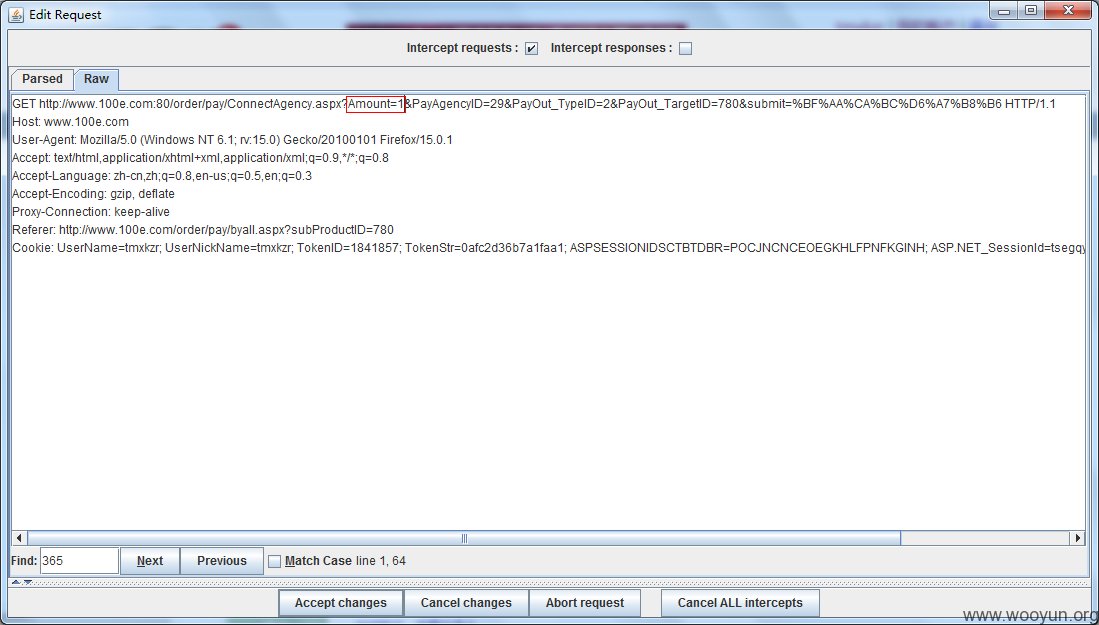 Edit Request
Intercept requests : Intercept responses :
Parsed Raw
GET http://www.100e.com:80/order/pay/ConnectAgency.aspx?Amount=1&PayAgencyID=29&PayOut_TypeID=2&PayOut_TargetID=780&submit=%BF%AA%CA%BC%D6%A7%B8%B6 HTTP/1.1
Host: www.100e.com
User-Agent: Mozilla/5.0 (Windows NT 6.1; rv:15.0) Gecko/20100101 Firefox/15.0.1
Accept: text/html,application/xhtml+xml,application/xml;q=0.9,*/*;q=0.8
Accept-Language: zh-cn,zh;q=0.8,en-us;q=0.5,en;q=0.3
Accept-Encoding: gzip, deflate
Proxy-Connection: keep-alive
Referer: http://www.100e.com/order/pay/byall.aspx?subProductID=780
Cookie: UserName=tmxkzr; UserNickName=tmxkzr; TokenID=1841857; TokenStr=0afc2d36b7a1faa1; ASPSESSIONIDSCTBTDBR=POCJNCNCEOEGKHLFPNFKGINH; ASP.NET_SessionId=tsegqy
Find: 365 Next Previous Match Case line 1, 64
Accept changes Cancel changes Abort request Cancel ALL intercepts
www.wooyun.org